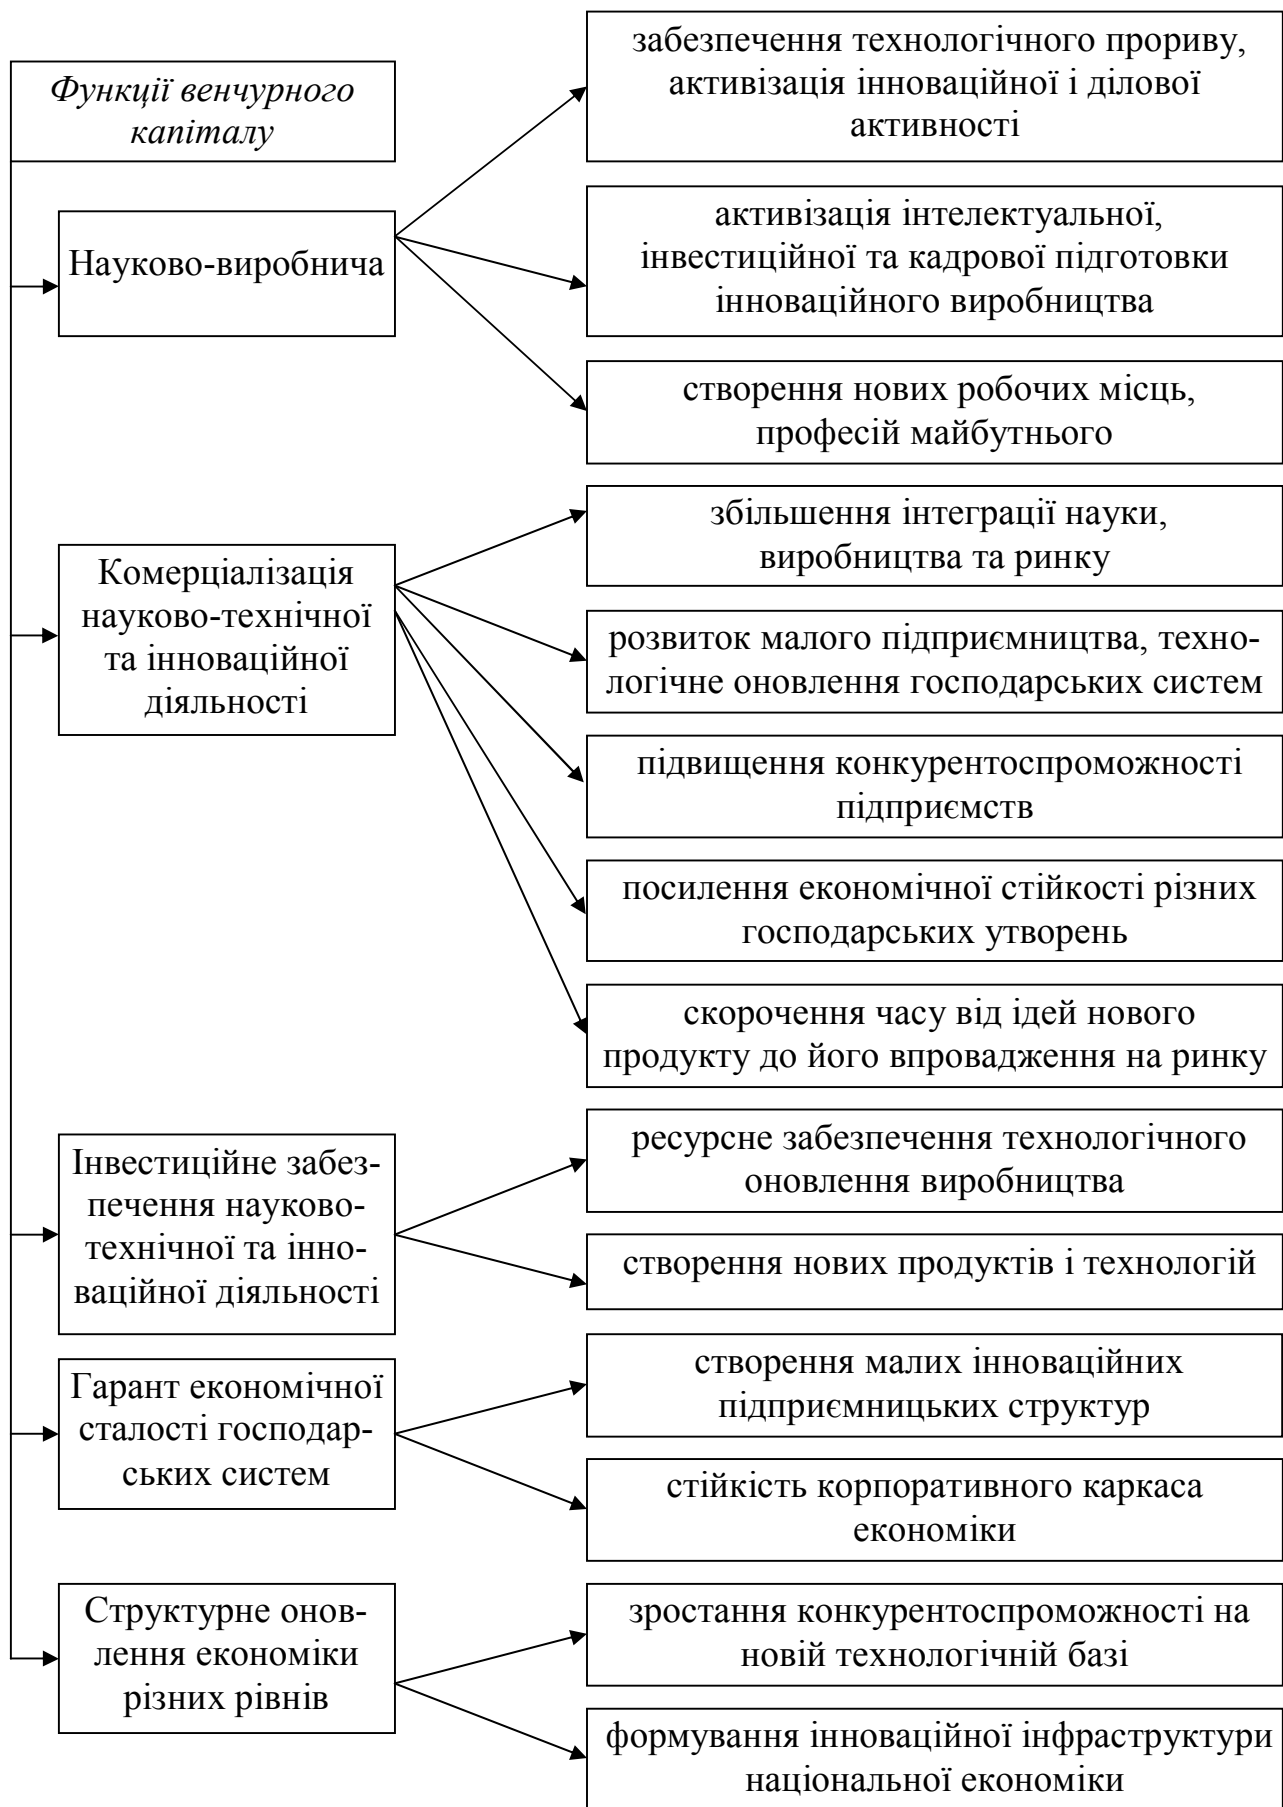 Функції венчурного
капіталу
Науково-виробнича
забезпечення технологічного прориву,
активізація інноваційної і ділової
активності
активізація інтелектуальної,
інвестиційної та кадрової підготовки
інноваційного виробництва
створення нових робочих місць,
професій майбутнього
Комерціалізація
науково-технічної
та інноваційної
діяльності
збільшення інтеграції науки,
виробництва та ринку
розвиток малого підприємництва, техно-
логічне оновлення господарських систем
підвищення конкурентоспроможності
підприємств
посилення економічної стійкості різних
господарських утворень
скорочення часу від ідей нового
продукту до його впровадження на ринку
Інвестиційне забез-
печення науково-
технічної та інно-
ваційної діяльності
ресурсне забезпечення технологічного
оновлення виробництва
створення нових продуктів і технологій
Гарант економічної
сталості господар-
ських систем
створення малих інноваційних
підприємницьких структур
стійкість корпоративного каркаса
економіки
Структурне онов-
лення економіки
різних рівнів
зростання конкурентоспроможності на
новій технологічній базі
формування інноваційної інфраструктури
національної економіки